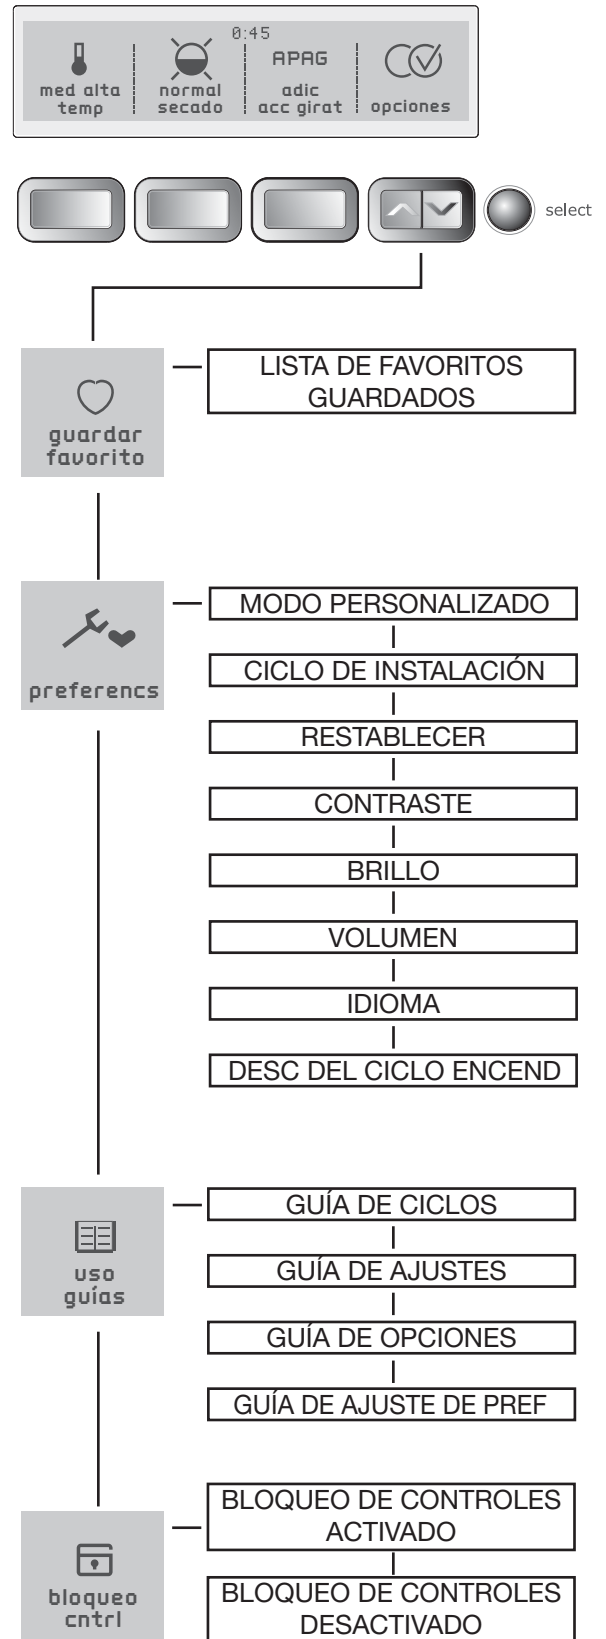 0:45
APAG
med alta
temp
normal
secado
adic
acc girat
opciones
select
guardar
favorito
LISTA DE FAVORITOS
GUARDADOS
preferencs
MODO PERSONALIZADO
CICLO DE INSTALACIÓN
RESTABLECER
CONTRASTE
BRILLO
VOLUMEN
IDIOMA
DESC DEL CICLO ENCEND
uso
guías
GUÍA DE CICLOS
GUÍA DE AJUSTES
GUÍA DE OPCIONES
GUÍA DE AJUSTE DE PREF
bloqueo
cntrl
BLOQUEO DE CONTROLES
ACTIVADO
BLOQUEO DE CONTROLES
DESACTIVADO